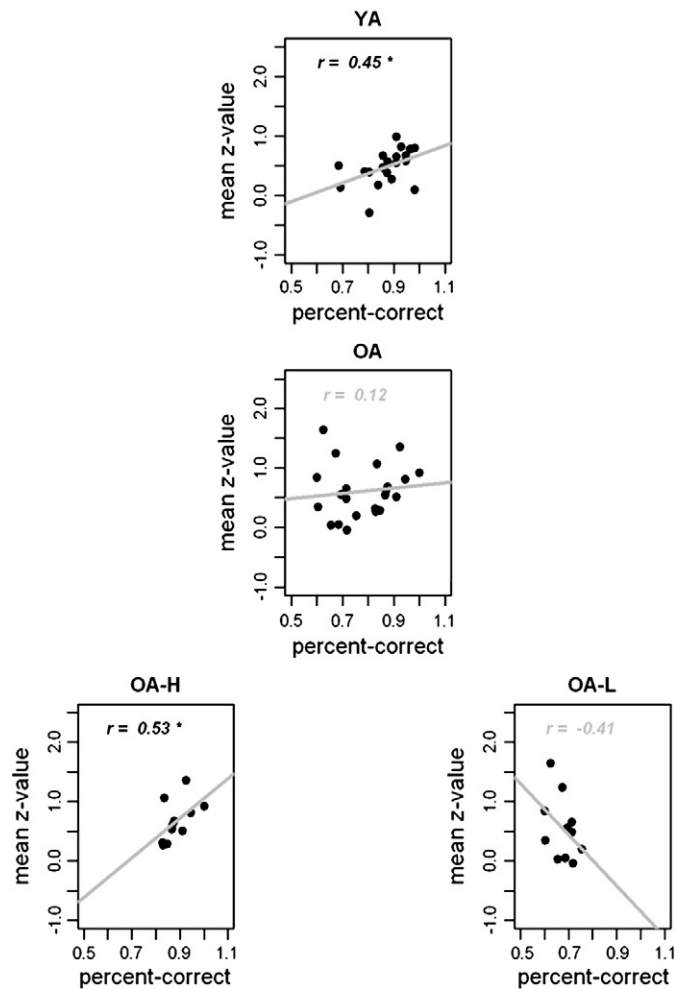 YA
r = 0.45 *
mean z-value
2.0
1.0
0.0
-1.0
0.5 0.7 0.9 1.1
percent-correct
OA
r = 0.12
mean z-value
2.0
1.0
0.0
-1.0
0.5 0.7 0.9 1.1
percent-correct
OA-H
r = 0.53 *
mean z-value
2.0
1.0
0.0
-1.0
0.5 0.7 0.9 1.1
percent-correct
OA-L
r = -0.41
mean z-value
2.0
1.0
0.0
-1.0
0.5 0.7 0.9 1.1
percent-correct